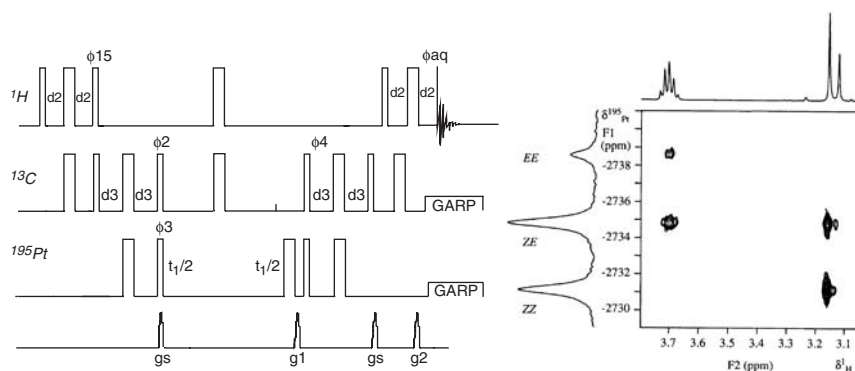 ϕ15 ϕaq
1H d2 d2 d2 d2
ϕ2 ϕ4
13C d3 d3 d3 d3
GARP
ϕ3
195Pt t1/2 t1/2
GARP
gs g1 gs g2
δ195Pt
F1
(ppm)
EE
-2738
-2736
ZE
-2734
-2732
ZZ
-2730
3.7 3.6 3.5 3.4 3.3 3.2 3.1
F2 (ppm) δ1H